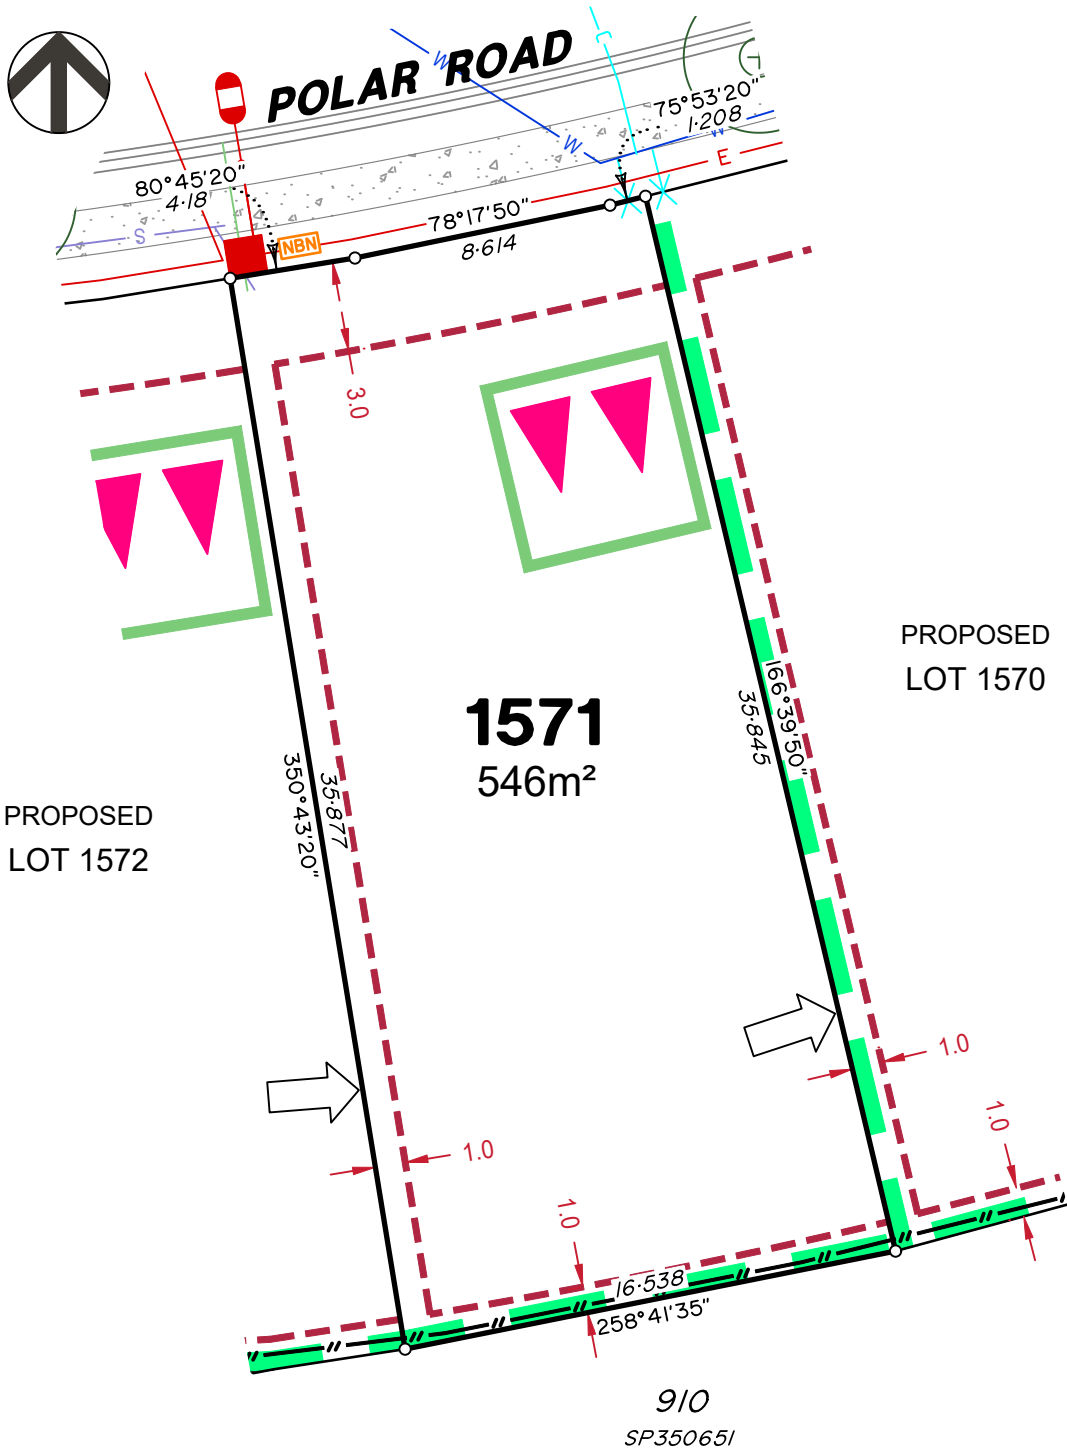 POLAR ROAD
W
C
W
W
E
S
75°53'20"
1·208
80°45'20"
4·18
NBN
78°17'50"
8·614
3.0
PROPOSED
LOT 1570
1571
546m²
166°39'50"
35·845
350°43'20"
35·877
PROPOSED
LOT 1572
1.0
1.0
1.0
1.0
16·538
258°41'35"
910
SP350651